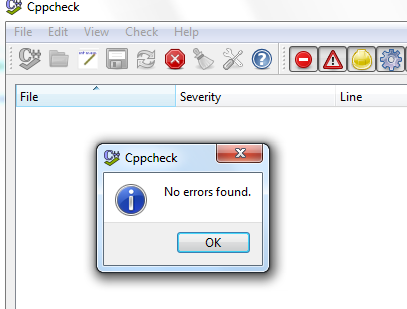 Cppcheck
File Edit View Check Help
File Severity Line
Cppcheck
No errors found.
OK